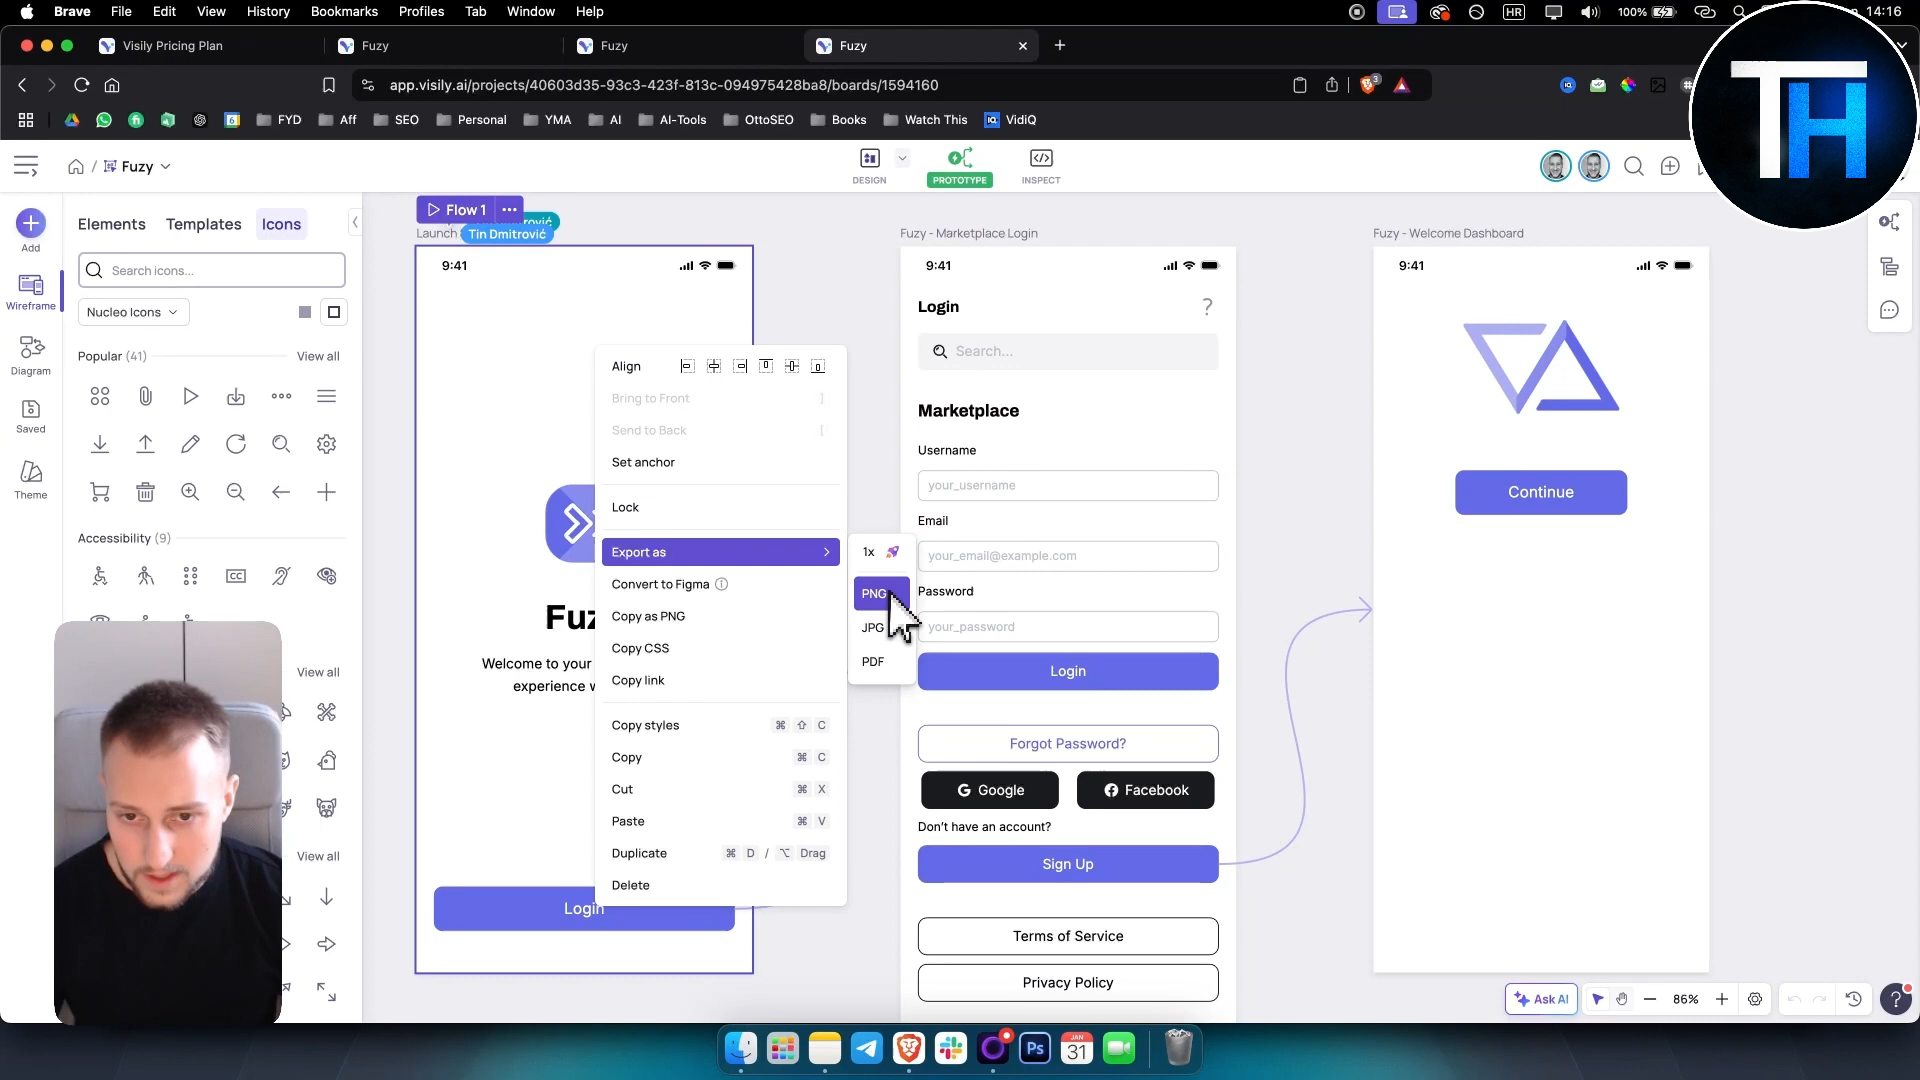 Brave File Edit View History Bookmarks Profiles Tab Window Help HR 100% 14:16
Visily Pricing Plan Fuzy Fuzy Fuzy
app.visily.ai/projects/40603d35-93c3-423f-813c-094975428ba8/boards/1594160
3
6 FYD Aff SEO Personal YMA AI AI-Tools OttoSEO Books Watch This VidiQ
TH
/ Fuzy
DESIGN PROTOTYPE INSPECT
Add
Wireframe
Diagram
Saved
Theme
Elements Templates Icons
Search icons...
Nucleo Icons
Popular (41) View all
Accessibility (9)
CC
View all
View all
Flow 1
Launch
Tin Dmitrović
9:41
Fuz
Welcome to your
experience w
Login
Align
Bring to Front ]
Send to Back [
Set anchor
Lock
Export as
Convert to Figma
Copy as PNG
Copy CSS
Copy link
Copy styles ⌘ ⇧ C
Copy ⌘ C
Cut ⌘ X
Paste ⌘ V
Duplicate ⌘ D / ⌥ Drag
Delete
1x
PNG
JPG
PDF
Fuzy - Marketplace Login
9:41
Login ?
Search...
Marketplace
Username
your_username
Email
your_email@example.com
Password
your_password
Login
Forgot Password?
Google Facebook
Don't have an account?
Sign Up
Terms of Service
Privacy Policy
Fuzy - Welcome Dashboard
9:41
Continue
Ask AI 86% ?
Ps JAN 31